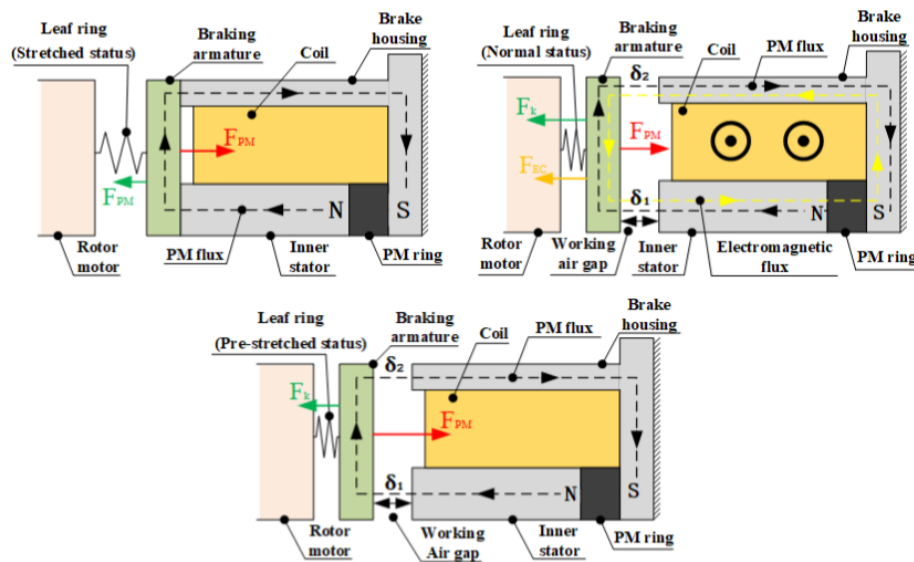 Leaf ring
(Stretched status)
Braking
armature
Coil
Brake
housing
F_PM
F_PM
N
S
Rotor
motor
PM flux
Inner
stator
PM ring
Leaf ring
(Normal status)
Braking
armature
Coil
PM flux
Brake
housing
δ₂
F_k
F_PM
F_EC
δ₁
N
S
Rotor
motor
Working
air gap
Inner
stator
Electromagnetic
flux
PM ring
Leaf ring
(Pre-stretched status)
Braking
armature
Coil
PM flux
Brake
housing
δ₂
F_k
F_PM
δ₁
N
S
Rotor
motor
Working
Air gap
Inner
stator
PM ring